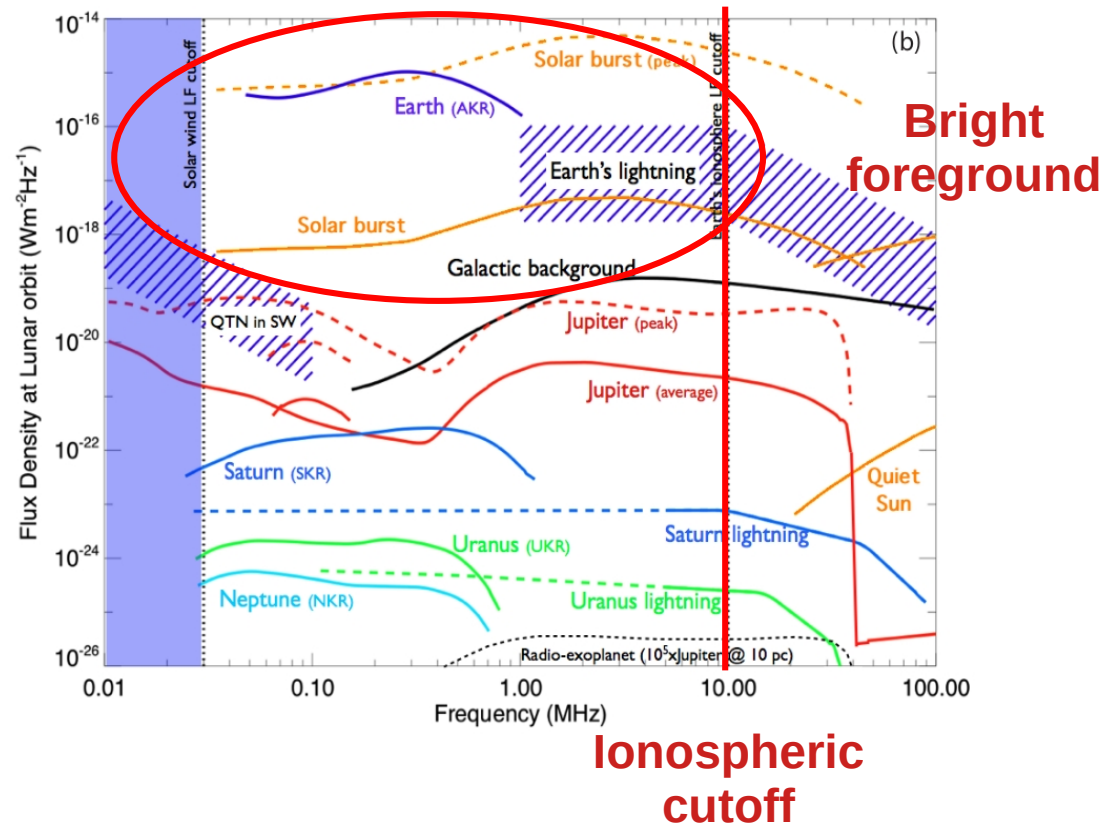 10⁻¹⁴
10⁻¹⁶
10⁻¹⁸
10⁻²⁰
10⁻²²
10⁻²⁴
10⁻²⁶
Flux Density at Lunar orbit (Wm⁻²Hz⁻¹)
(b)
Solar wind LF cutoff
Earth's ionosphere LF cutoff
Solar burst (peak)
Earth (AKR)
Earth's lightning
Bright
foreground
Solar burst
Galactic background
QTN in SW
Jupiter (peak)
Jupiter (average)
Saturn (SKR)
Quiet
Sun
Saturn lightning
Uranus (UKR)
Neptune (NKR)
Uranus lightning
Radio-exoplanet (10⁵xJupiter @ 10 pc)
0.01 0.10 1.00 10.00 100.00
Frequency (MHz)
Ionospheric
cutoff